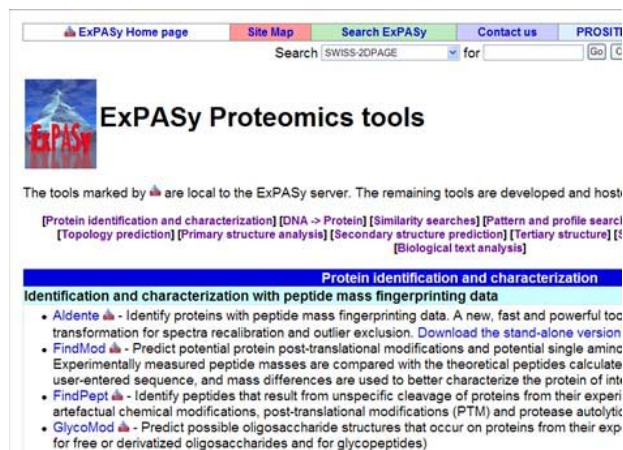 ExPASy Home page Site Map Search ExPASy Contact us PROSITE
Search SWISS-2DPAGE for Go C
ExPASy
ExPASy Proteomics tools
The tools marked by are local to the ExPASy server. The remaining tools are developed and hoste
[Protein identification and characterization] [DNA -> Protein] [Similarity searches] [Pattern and profile search
[Topology prediction] [Primary structure analysis] [Secondary structure prediction] [Tertiary structure] [S
[Biological text analysis]
Protein identification and characterization
Identification and characterization with peptide mass fingerprinting data
• Aldente - Identify proteins with peptide mass fingerprinting data. A new, fast and powerful too
transformation for spectra recalibration and outlier exclusion. Download the stand-alone version
• FindMod - Predict potential protein post-translational modifications and potential single amino
Experimentally measured peptide masses are compared with the theoretical peptides calculate
user-entered sequence, and mass differences are used to better characterize the protein of inte
• FindPept - Identify peptides that result from unspecific cleavage of proteins from their experi
artefactual chemical modifications, post-translational modifications (PTM) and protease autolytic
• GlycoMod - Predict possible oligosaccharide structures that occur on proteins from their expe
for free or derivatized oligosaccharides and for glycopeptides)